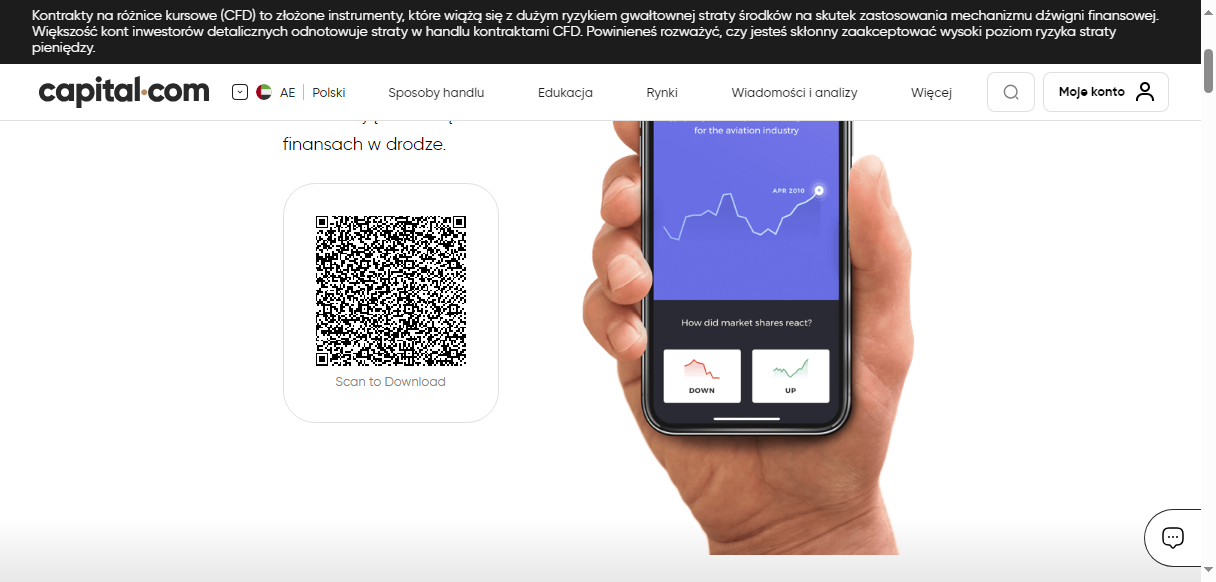 Kontrakty na różnice kursowe (CFD) to złożone instrumenty, które wiążą się z dużym ryzykiem gwałtownej straty środków na skutek zastosowania mechanizmu dźwigni finansowej.
Większość kont inwestorów detalicznych odnotowuje straty w handlu kontraktami CFD. Powinieneś rozważyć, czy jesteś skłonny zaakceptować wysoki poziom ryzyka straty
pieniędzy.
capital.com AE Polski Sposoby handlu Edukacja Rynki Wiadomości i analizy Więcej Moje konto
finansach w drodze.
Scan to Download
for the aviation industry
APR 2010
How did market shares react?
DOWN UP